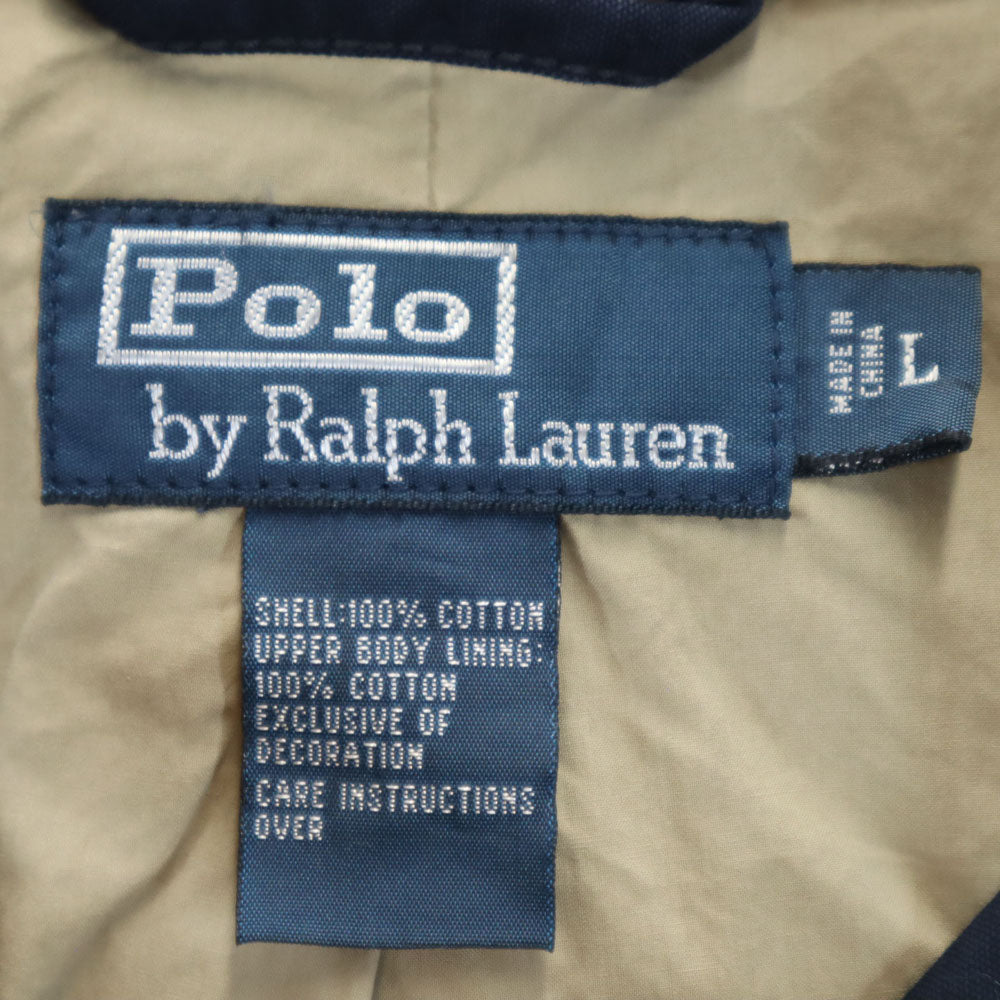 Polo
by Ralph Lauren
MADE IN
CHINA
L
SHELL:100% COTTON
UPPER BODY LINING:
100% COTTON
EXCLUSIVE OF
DECORATION
CARE INSTRUCTIONS
OVER